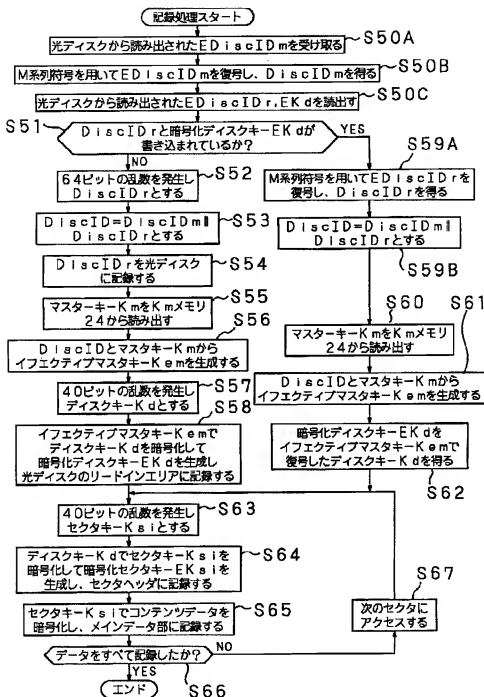 記録処理スタート
光ディスクから読み出されたEDiscIDmを受け取る
S50A
M系列符号を用いてEDiscIDmを復号し、DiscIDmを得る
S50B
光ディスクから読み出されたEDiscIDr,EKdを読出す
S50C
S51
DiscIDrと暗号化ディスクキーEKdが
書き込まれているか?
YES
NO
S59A
64ビットの乱数を発生し
DiscIDrとする
S52
M系列符号を用いてEDiscIDrを
復号し、DiscIDrを得る
DiscID=DiscIDm‖
DiscIDrとする
S53
DiscID=DiscIDm‖
DiscIDrとする
S59B
DiscIDrを光ディスク
に記録する
S54
マスターキーKmをKmメモリ
24から読み出す
S55
S60
マスターキーKmをKmメモリ
24から読み出す
S61
S56
DiscIDとマスタキーKmから
イフェクティブマスタキーKemを生成する
DiscIDとマスタキーKmから
イフェクティブマスタキーKemを生成する
S57
40ビットの乱数を発生し
ディスクキーKdとする
S58
イフェクティブマスタキーKemで
ディスクキーKdを暗号化して
暗号化ディスクキーEKdを生成し
光ディスクのリードインエリアに記録する
暗号化ディスクキーEKdを
イフェクティブマスタキーKemで
復号したディスクキーKdを得る
S62
S63
40ビットの乱数を発生し
セクタキーKsiとする
ディスクキーKdでセクタキーKsiを
暗号化して暗号化セクタキーEKsiを
生成し、セクタヘッダに記録する
S64
S67
次のセクタに
アクセスする
セクタキーKsiでコンテンツデータを
暗号化し、メインデータ部に記録する
S65
データをすべて記録したか?
NO
YES
S66
エンド